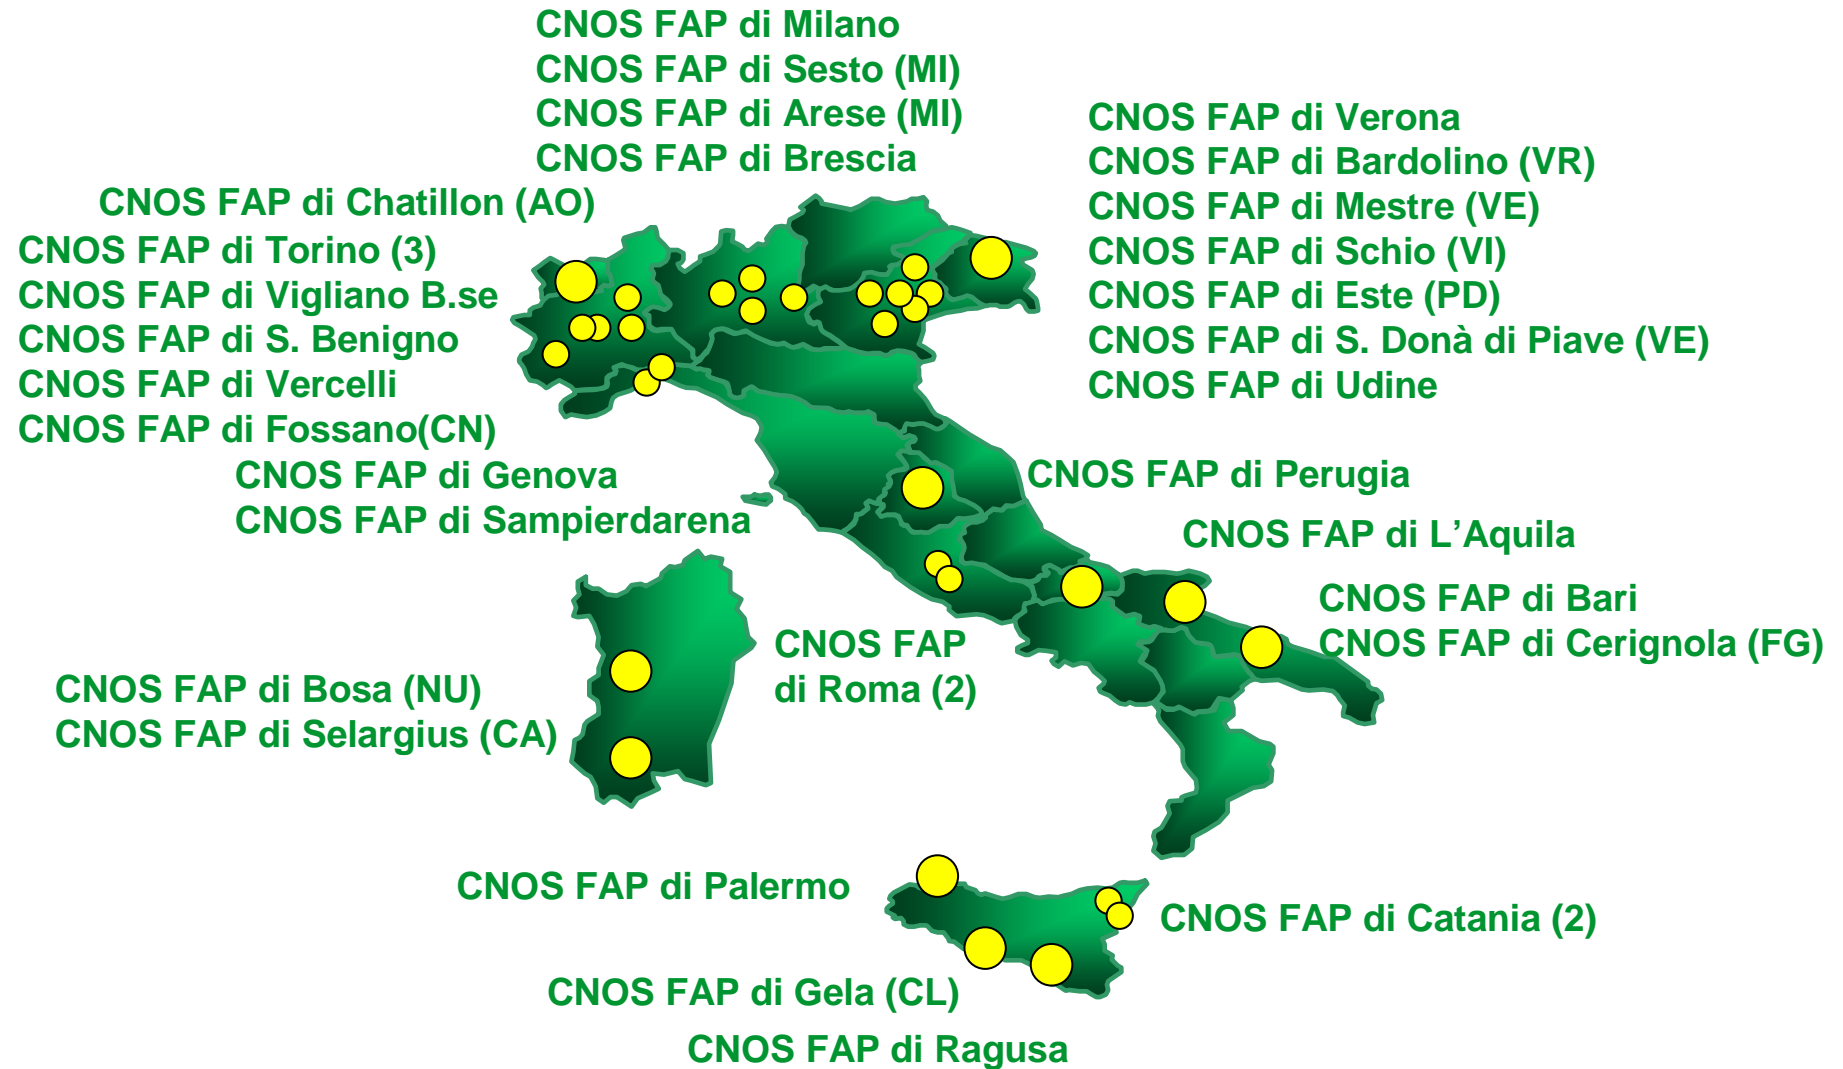 CNOS FAP di Milano
CNOS FAP di Sesto (MI)
CNOS FAP di Arese (MI)
CNOS FAP di Brescia
CNOS FAP di Verona
CNOS FAP di Bardolino (VR)
CNOS FAP di Mestre (VE)
CNOS FAP di Schio (VI)
CNOS FAP di Este (PD)
CNOS FAP di S. Donà di Piave (VE)
CNOS FAP di Udine
CNOS FAP di Chatillon (AO)
CNOS FAP di Torino (3)
CNOS FAP di Vigliano B.se
CNOS FAP di S. Benigno
CNOS FAP di Vercelli
CNOS FAP di Fossano(CN)
CNOS FAP di Genova
CNOS FAP di Sampierdarena
CNOS FAP di Perugia
CNOS FAP di L’Aquila
CNOS FAP di Bari
CNOS FAP di Cerignola (FG)
CNOS FAP
di Roma (2)
CNOS FAP di Bosa (NU)
CNOS FAP di Selargius (CA)
CNOS FAP di Palermo
CNOS FAP di Catania (2)
CNOS FAP di Gela (CL)
CNOS FAP di Ragusa